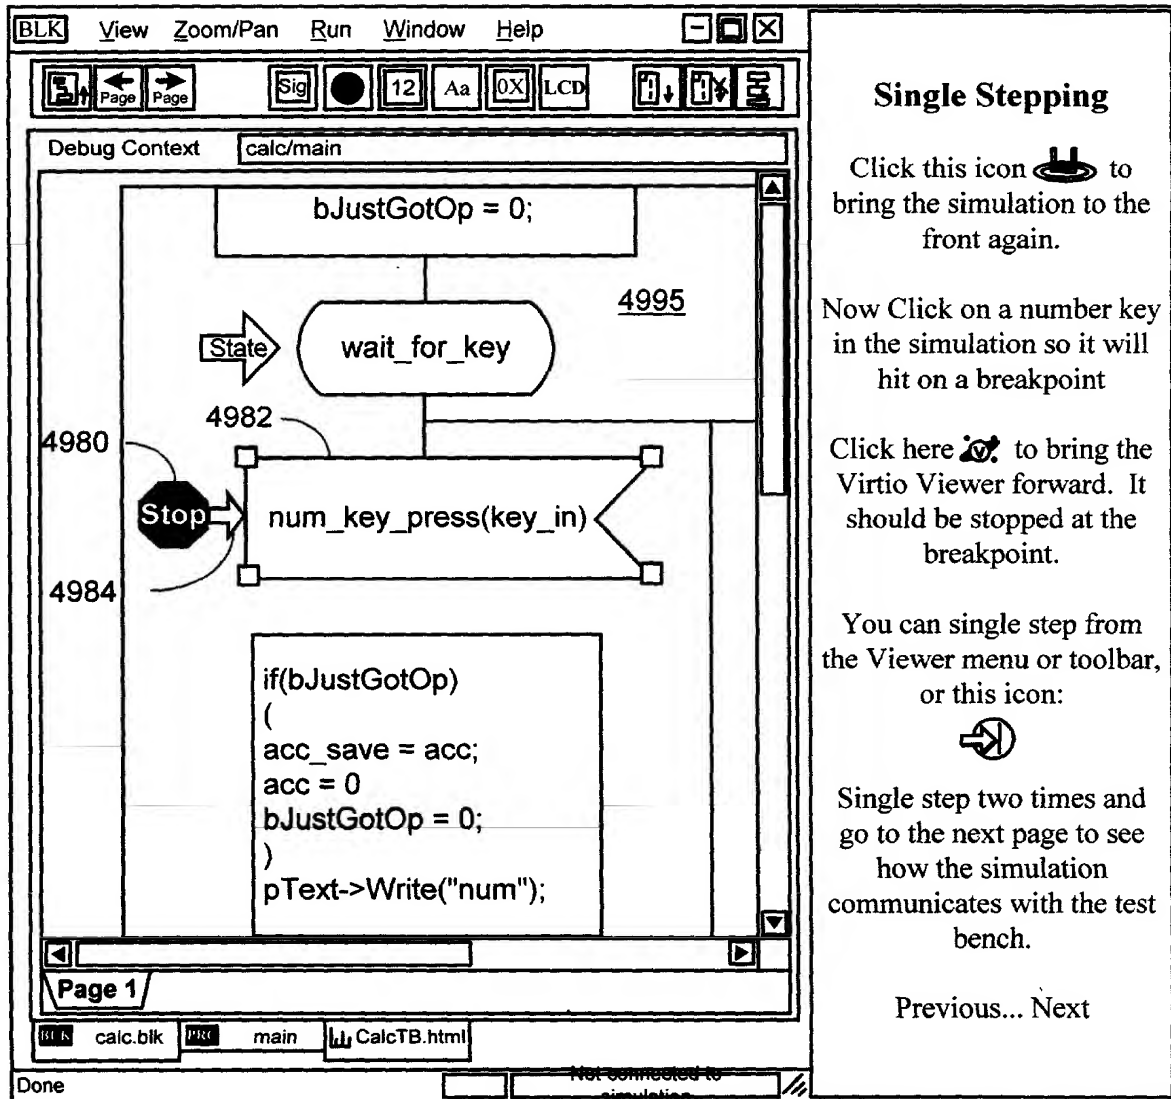 BLK View Zoom/Pan Run Window Help
Page Page Sig 12 Aa 0X LCD
Debug Context calc/main
bJustGotOp = 0;
4995
State wait_for_key
4982
4980
Stop num_key_press(key_in)
4984
if(bJustGotOp)
(
acc_save = acc;
acc = 0
bJustGotOp = 0;
)
pText->Write("num");
Page 1
BLK calc.blk PRC main CalcTB.html
Done Not connected to
simulation
Single Stepping
Click this icon to
bring the simulation to the
front again.
Now Click on a number key
in the simulation so it will
hit on a breakpoint
Click here to bring the
Virtio Viewer forward. It
should be stopped at the
breakpoint.
You can single step from
the Viewer menu or toolbar,
or this icon:
Single step two times and
go to the next page to see
how the simulation
communicates with the test
bench.
Previous... Next